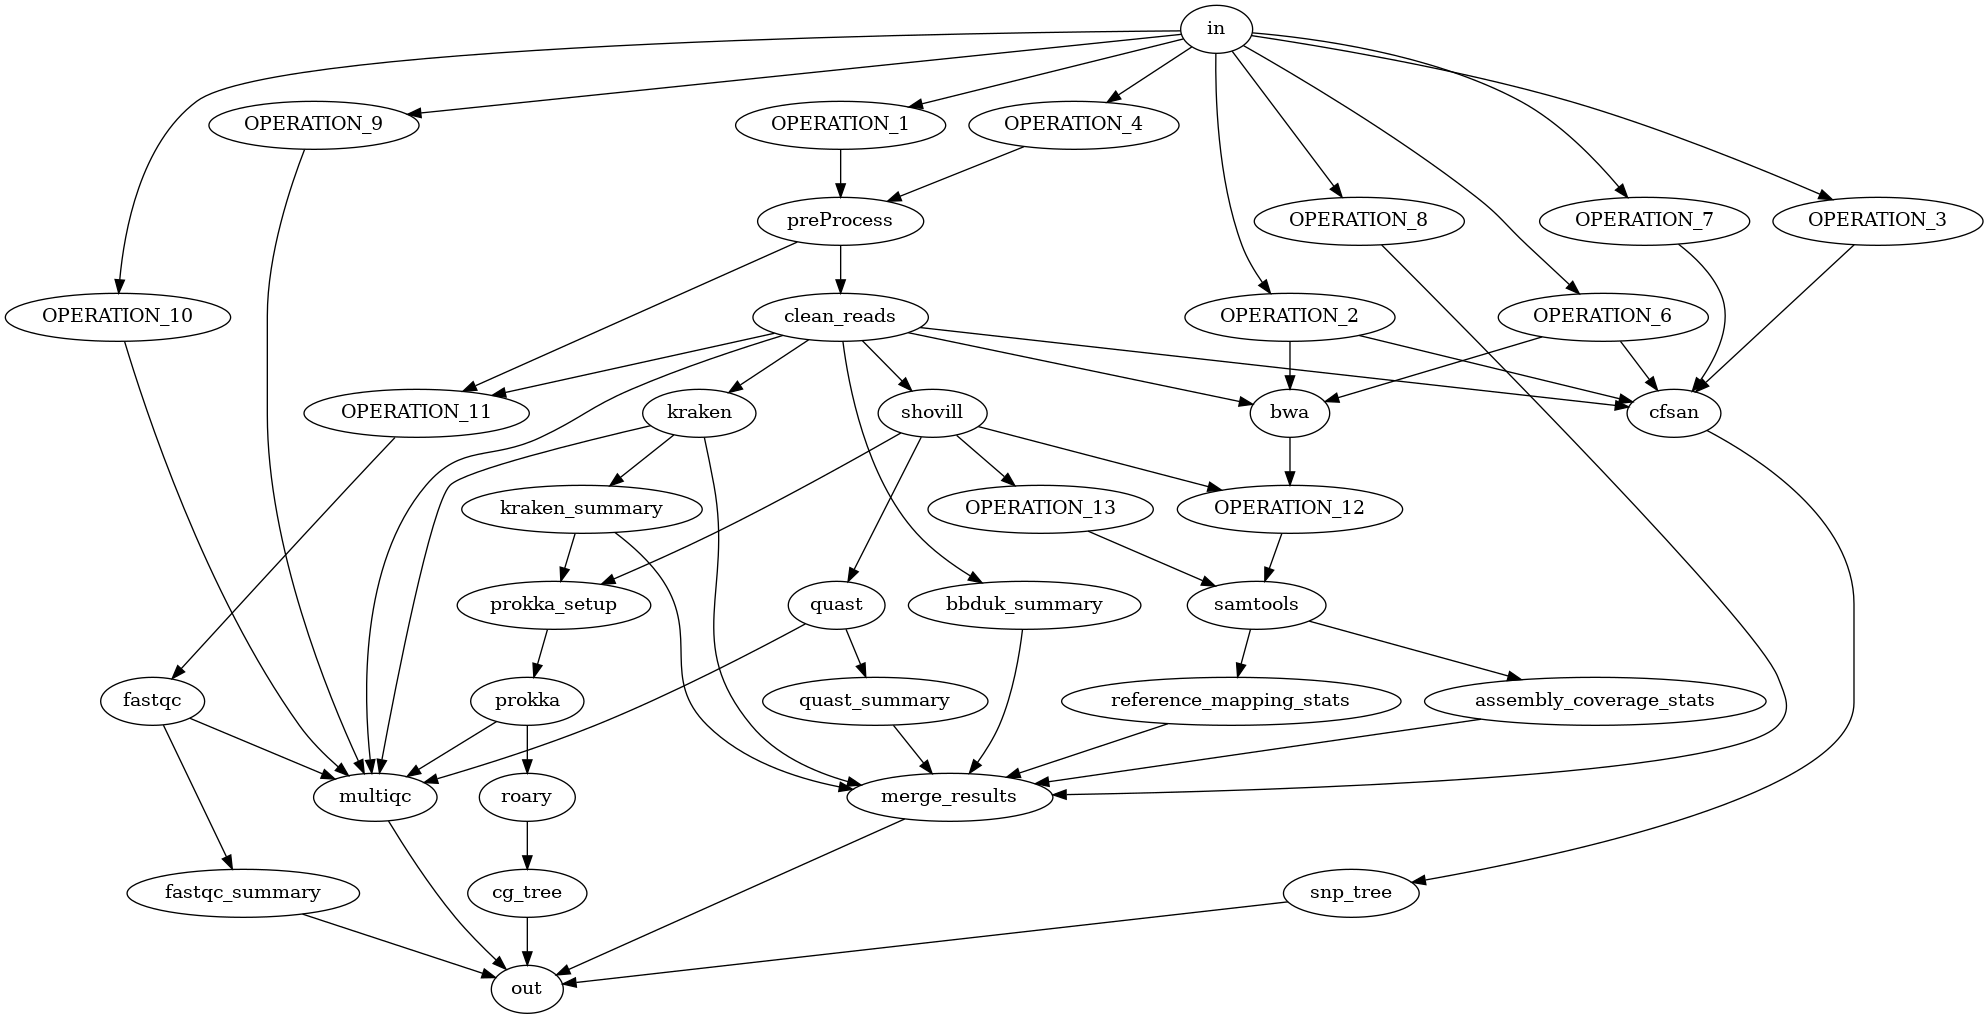 in
OPERATION_9
OPERATION_1
OPERATION_4
preProcess
OPERATION_8
OPERATION_7
OPERATION_3
OPERATION_10
clean_reads
OPERATION_2
OPERATION_6
OPERATION_11
kraken
shovill
bwa
cfsan
kraken_summary
OPERATION_13
OPERATION_12
prokka_setup
quast
bbduk_summary
samtools
fastqc
prokka
quast_summary
reference_mapping_stats
assembly_coverage_stats
multiqc
roary
merge_results
fastqc_summary
cg_tree
snp_tree
out